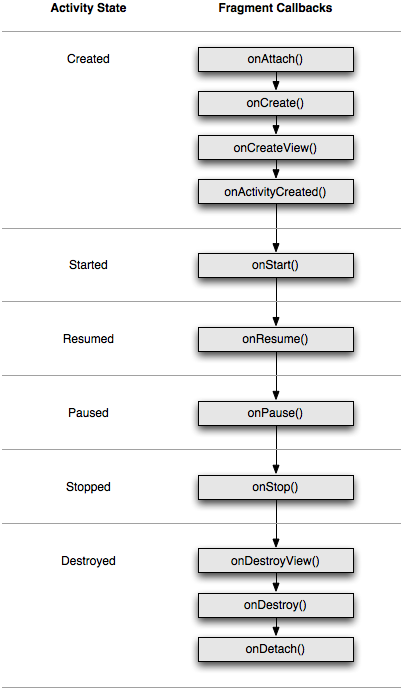 Activity State Fragment Callbacks
Created onAttach()
onCreate()
onCreateView()
onActivityCreated()
Started onStart()
Resumed onResume()
Paused onPause()
Stopped onStop()
Destroyed onDestroyView()
onDestroy()
onDetach()